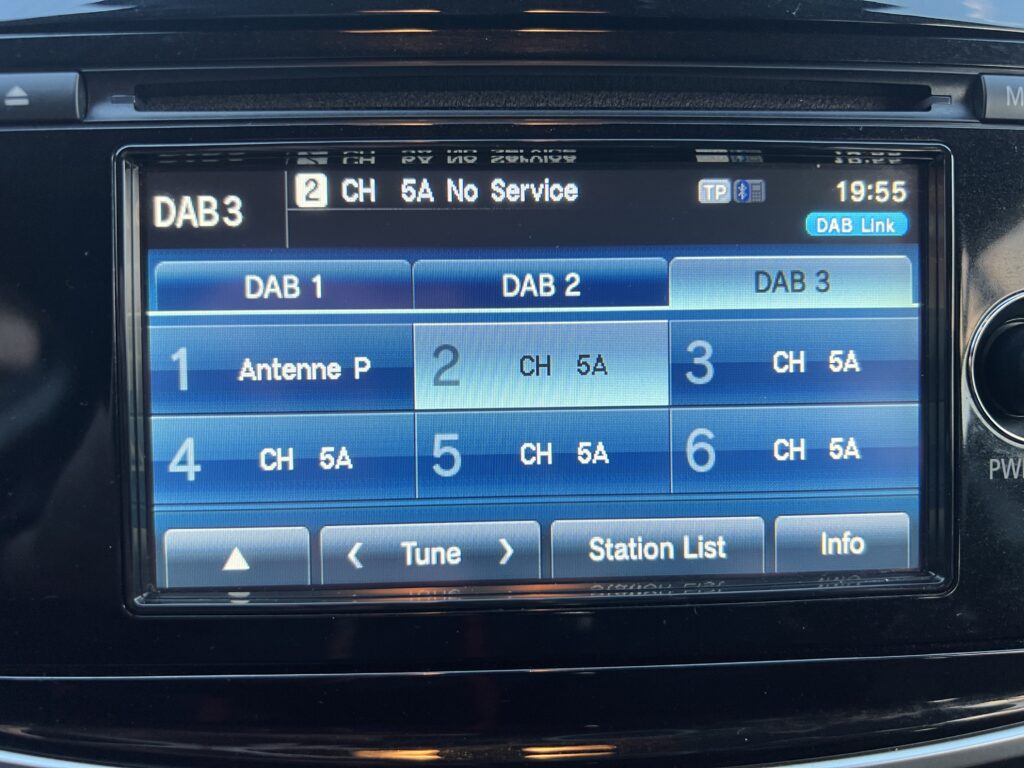 M
DAB3
2 CH 5A No Service
TP
19:55
DAB Link
DAB 1
DAB 2
DAB 3
1 Antenne P
2 CH 5A
3 CH 5A
4 CH 5A
5 CH 5A
6 CH 5A
Tune
Station List
Info
PW